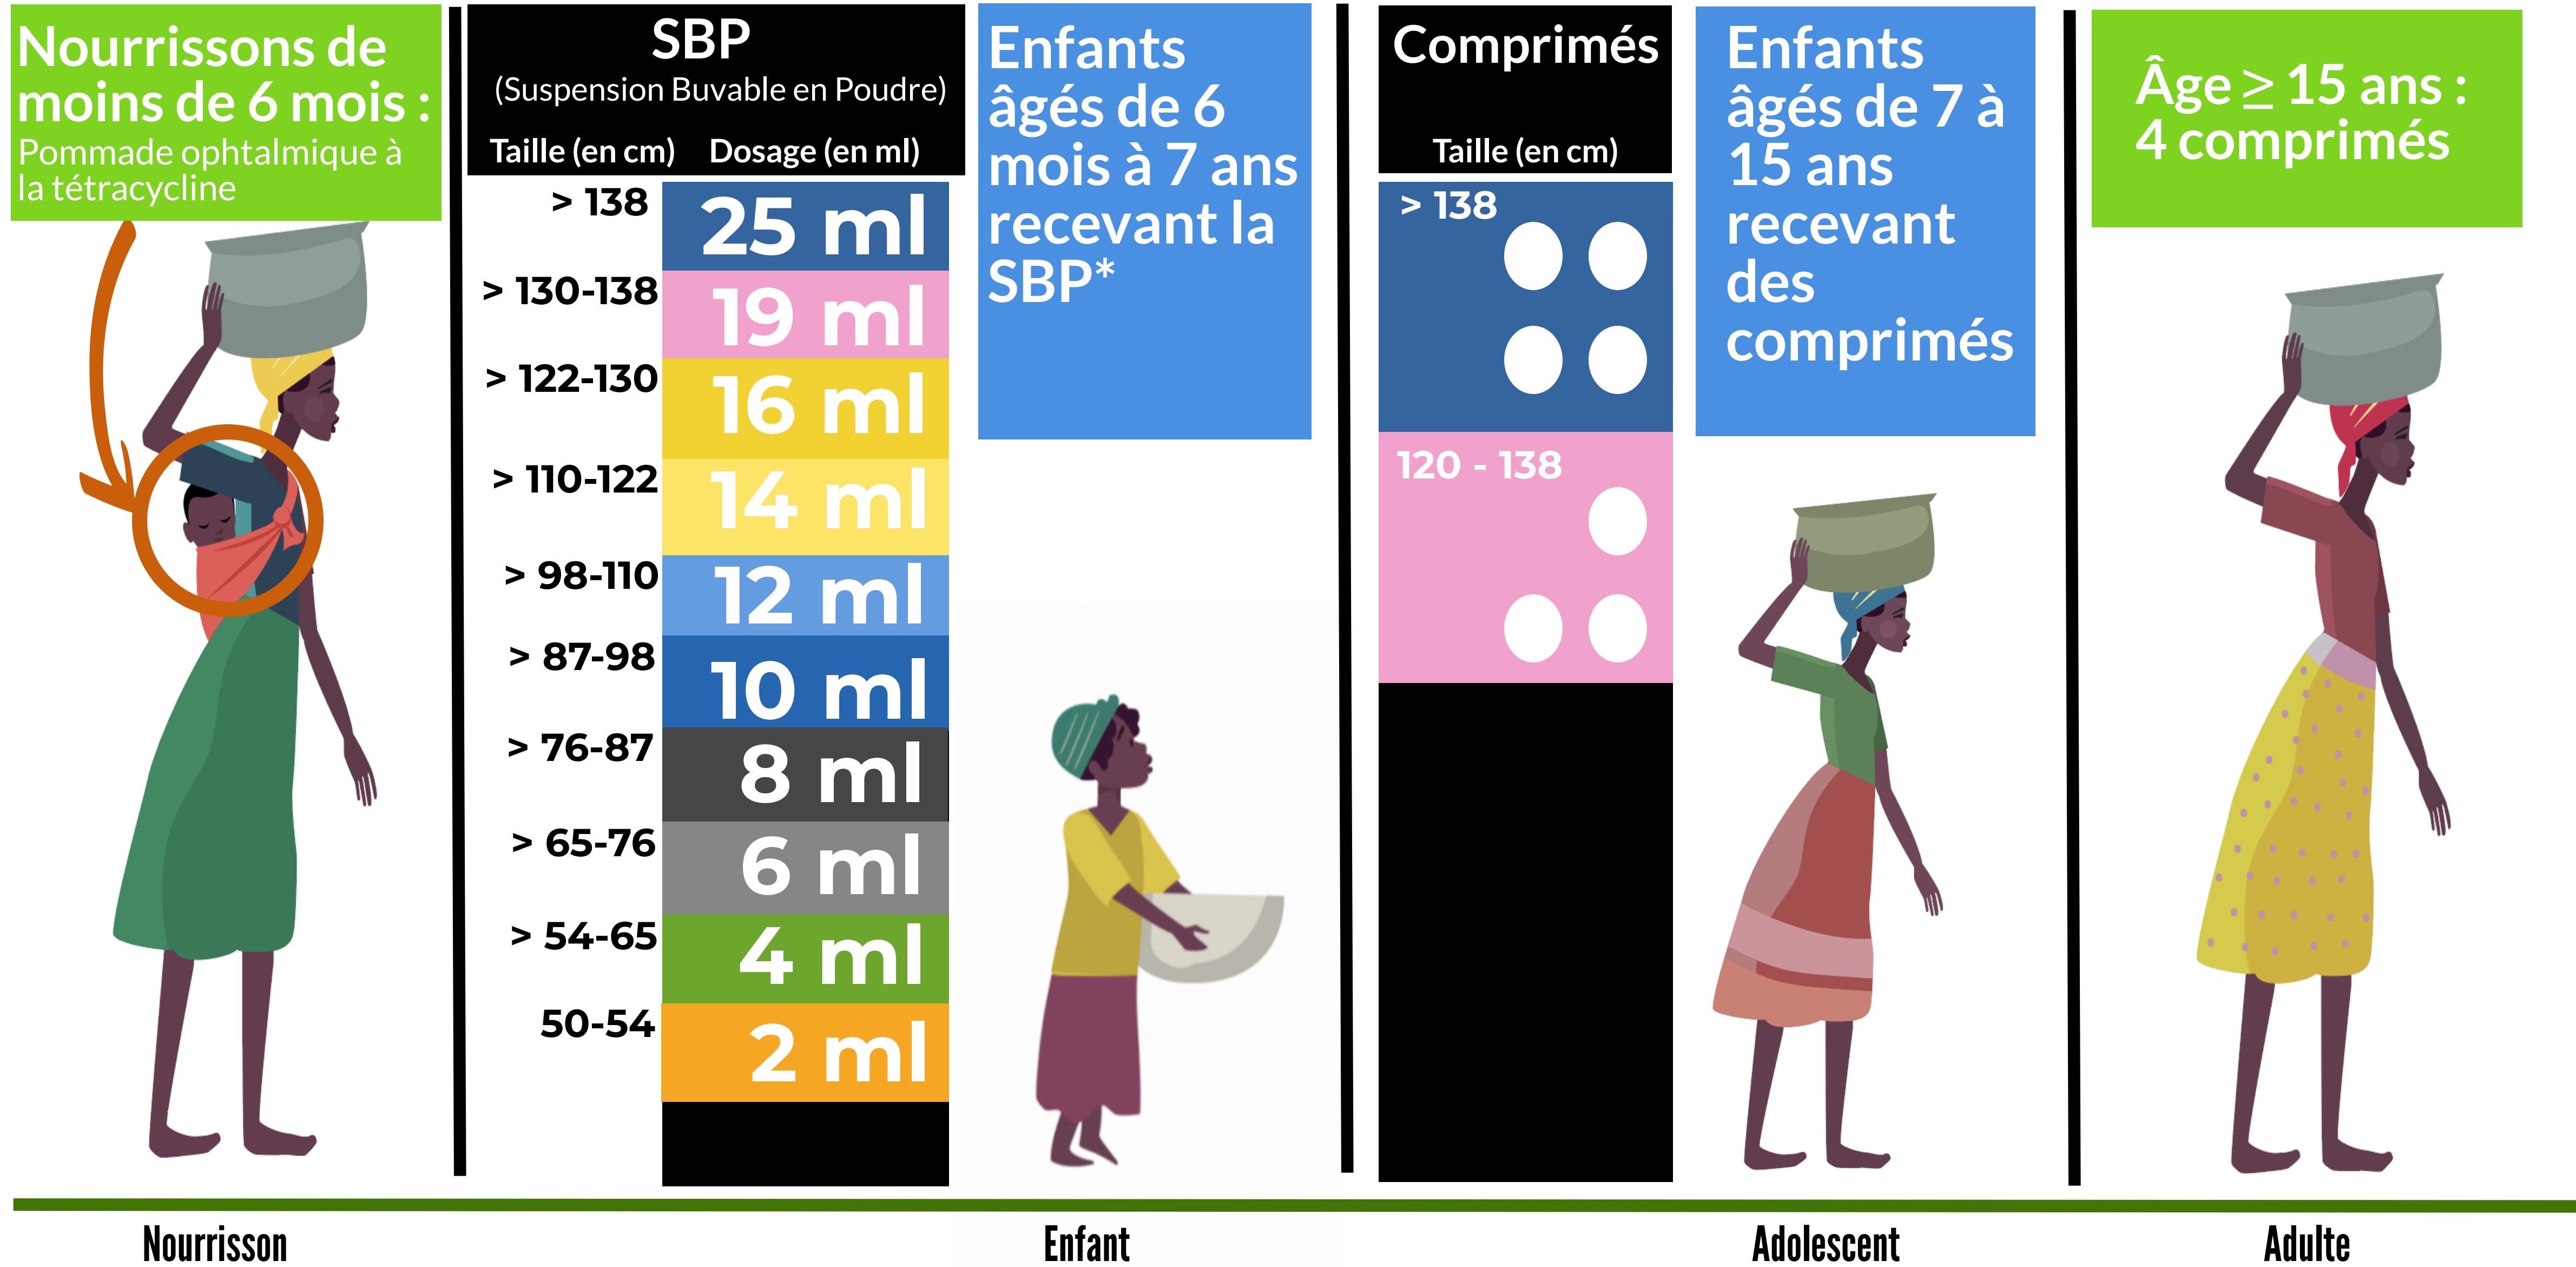 Nourrissons de
moins de 6 mois :
Pommade ophtalmique à
la tétracycline
SBP
(Suspension Buvable en Poudre)
Taille (en cm) Dosage (en ml)
> 138 25 ml
> 130-138 19 ml
> 122-130 16 ml
> 110-122 14 ml
> 98-110 12 ml
> 87-98 10 ml
> 76-87 8 ml
> 65-76 6 ml
> 54-65 4 ml
50-54 2 ml
Enfants
âgés de 6
mois à 7 ans
recevant la
SBP*
Comprimés
Taille (en cm)
> 138
120 - 138
Enfants
âgés de 7 à
15 ans
recevant
des
comprimés
Âge ≥ 15 ans :
4 comprimés
Nourrisson
Enfant
Adolescent
Adulte